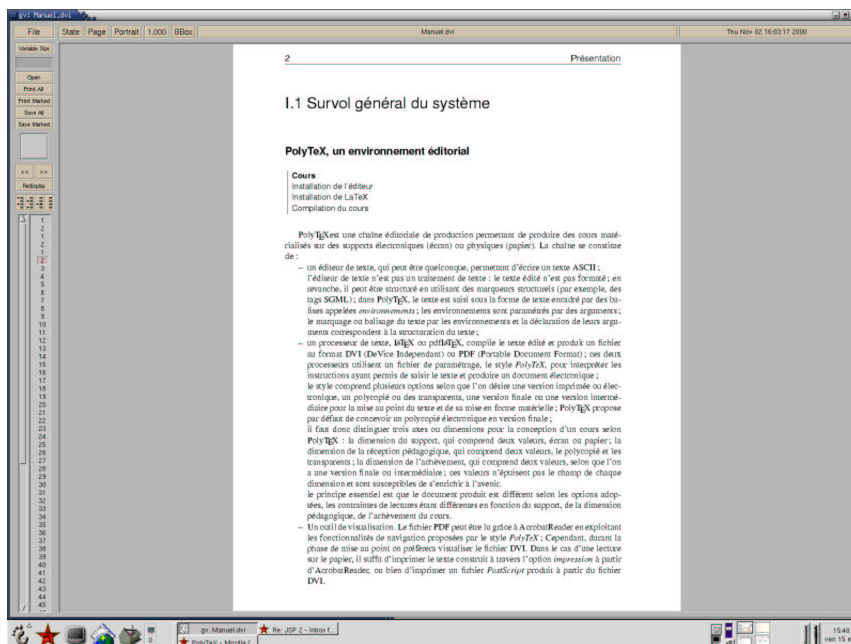 gv: Manuel.dvi
File State Page Portrait 1.000 BBox Manuel.dvi Thu Nov 02 16:03:17 2000
Variable Size
Open
Print All
Print Marked
Save All
Save Marked
<< >>
Redisplay
2 Présentation
I.1 Survol général du système
PolyTeX, un environnement éditorial
Cours
Installation de l'éditeur
Installation de LaTeX
Compilation du cours
PolyTEXest une chaîne éditoriale de production permettant de produire des cours maté-
rialisés sur des supports électroniques (écran) ou physiques (papier). La chaîne se constitue
de :
– un éditeur de texte, qui peut être quelconque, permettant d'écrire un texte ASCII ;
l'éditeur de texte n'est pas un traitement de texte : le texte édité n'est pas formaté ; en
revanche, il peut être structuré en utilisant des marqueurs structurels (par exemple, des
tags SGML) ; dans PolyTEX, le texte est saisi sous la forme de texte encadré par des ba-
lises appelées environnements ; les environnements sont paramétrés par des arguments ;
le marquage ou balisage du texte par les environnements et la déclaration de leurs argu-
ments correspondent à la structuration du texte ;
– un processeur de texte, LATEX ou pdfLATEX, compile le texte édité et produit un fichier
au format DVI (DeVice Independant) ou PDF (Portable Document Format) ; ces deux
processeurs utilisent un fichier de paramétrage, le style PolyTEX, pour interpréter les
instructions ayant permis de saisir le texte et produire un document électronique ;
le style comprend plusieurs options selon que l'on désire une version imprimée ou élec-
tronique, un polycopié ou des transparents, une version finale ou une version intermé-
diaire pour la mise au point du texte et de sa mise en forme matérielle ; PolyTEX propose
par défaut de concevoir un polycopié électronique en version finale ;
il faut donc distinguer trois axes ou dimensions pour la conception d'un cours selon
PolyTEX : la dimension du support, qui comprend deux valeurs, écran ou papier ; la
dimension de la réception pédagogique, qui comprend deux valeurs, le polycopié et les
transparents ; la dimension de l'achèvement, qui comprend deux valeurs, selon que l'on
a une version finale ou intermédiaire ; ces valeurs n'épuisent pas le champ de chaque
dimension et sont susceptibles de s'enrichir à l'avenir.
le principe essentiel est que le document produit est différent selon les options adop-
tées, les contraintes de lectures étant différentes en fonction du support, de la dimension
pédagogique, de l'achèvement du cours.
– Un outil de visualisation. Le fichier PDF peut être lu grâce à AcrobatReader en exploitant
les fonctionnalités de navigation proposées par le style PolyTEX ; Cependant, durant la
phase de mise au point on préfèrera visualiser le fichier DVI. Dans le cas d'une lecture
sur le papier, il suffit d'imprimer le texte construit à travers l'option impression à partir
d'AcrobatReader, ou bien d'imprimer un fichier PostScript produit à partir du fichier
DVI.
gv: Manuel.dvi Re: JSP 2 - Inbox f...
PolyTeX - Mozilla {
15:48
ven 15